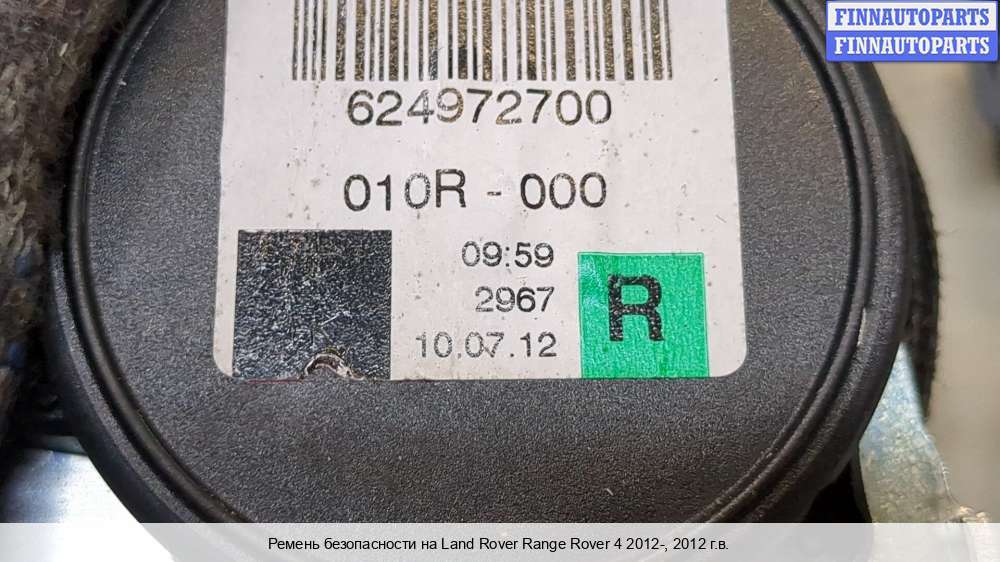 FINNAUTOPARTS
FINNAUTOPARTS
624972700
010R - 000
09:59
2967
10.07.12
R
Ремень безопасности на Land Rover Range Rover 4 2012-, 2012 г.в.